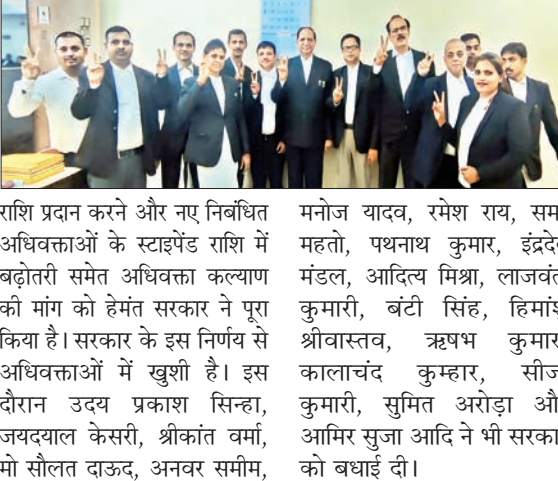 राशि प्रदान करने और नए निबंधित
अधिवक्ताओं के स्टाइपेंड राशि में
बढ़ोतरी समेत अधिवक्ता कल्याण
की मांग को हेमंत सरकार ने पूरा
किया है। सरकार के इस निर्णय से
अधिवक्ताओं में खुशी है। इस
दौरान उदय प्रकाश सिन्हा,
जयदयाल केसरी, श्रीकांत वर्मा,
मो सौलत दाऊद, अनवर समीम,
मनोज यादव, रमेश राय,
महतो, पथनाथ कुमार,
मंडल, आदित्य मिश्रा,
कुमारी, बंटी सिंह,
श्रीवास्तव, ऋषभ कुमार
कालाचंद कुम्हार,
कुमारी, सुमित अरोड़ा
आमिर सुजा आदि ने भी
को बधाई दी।